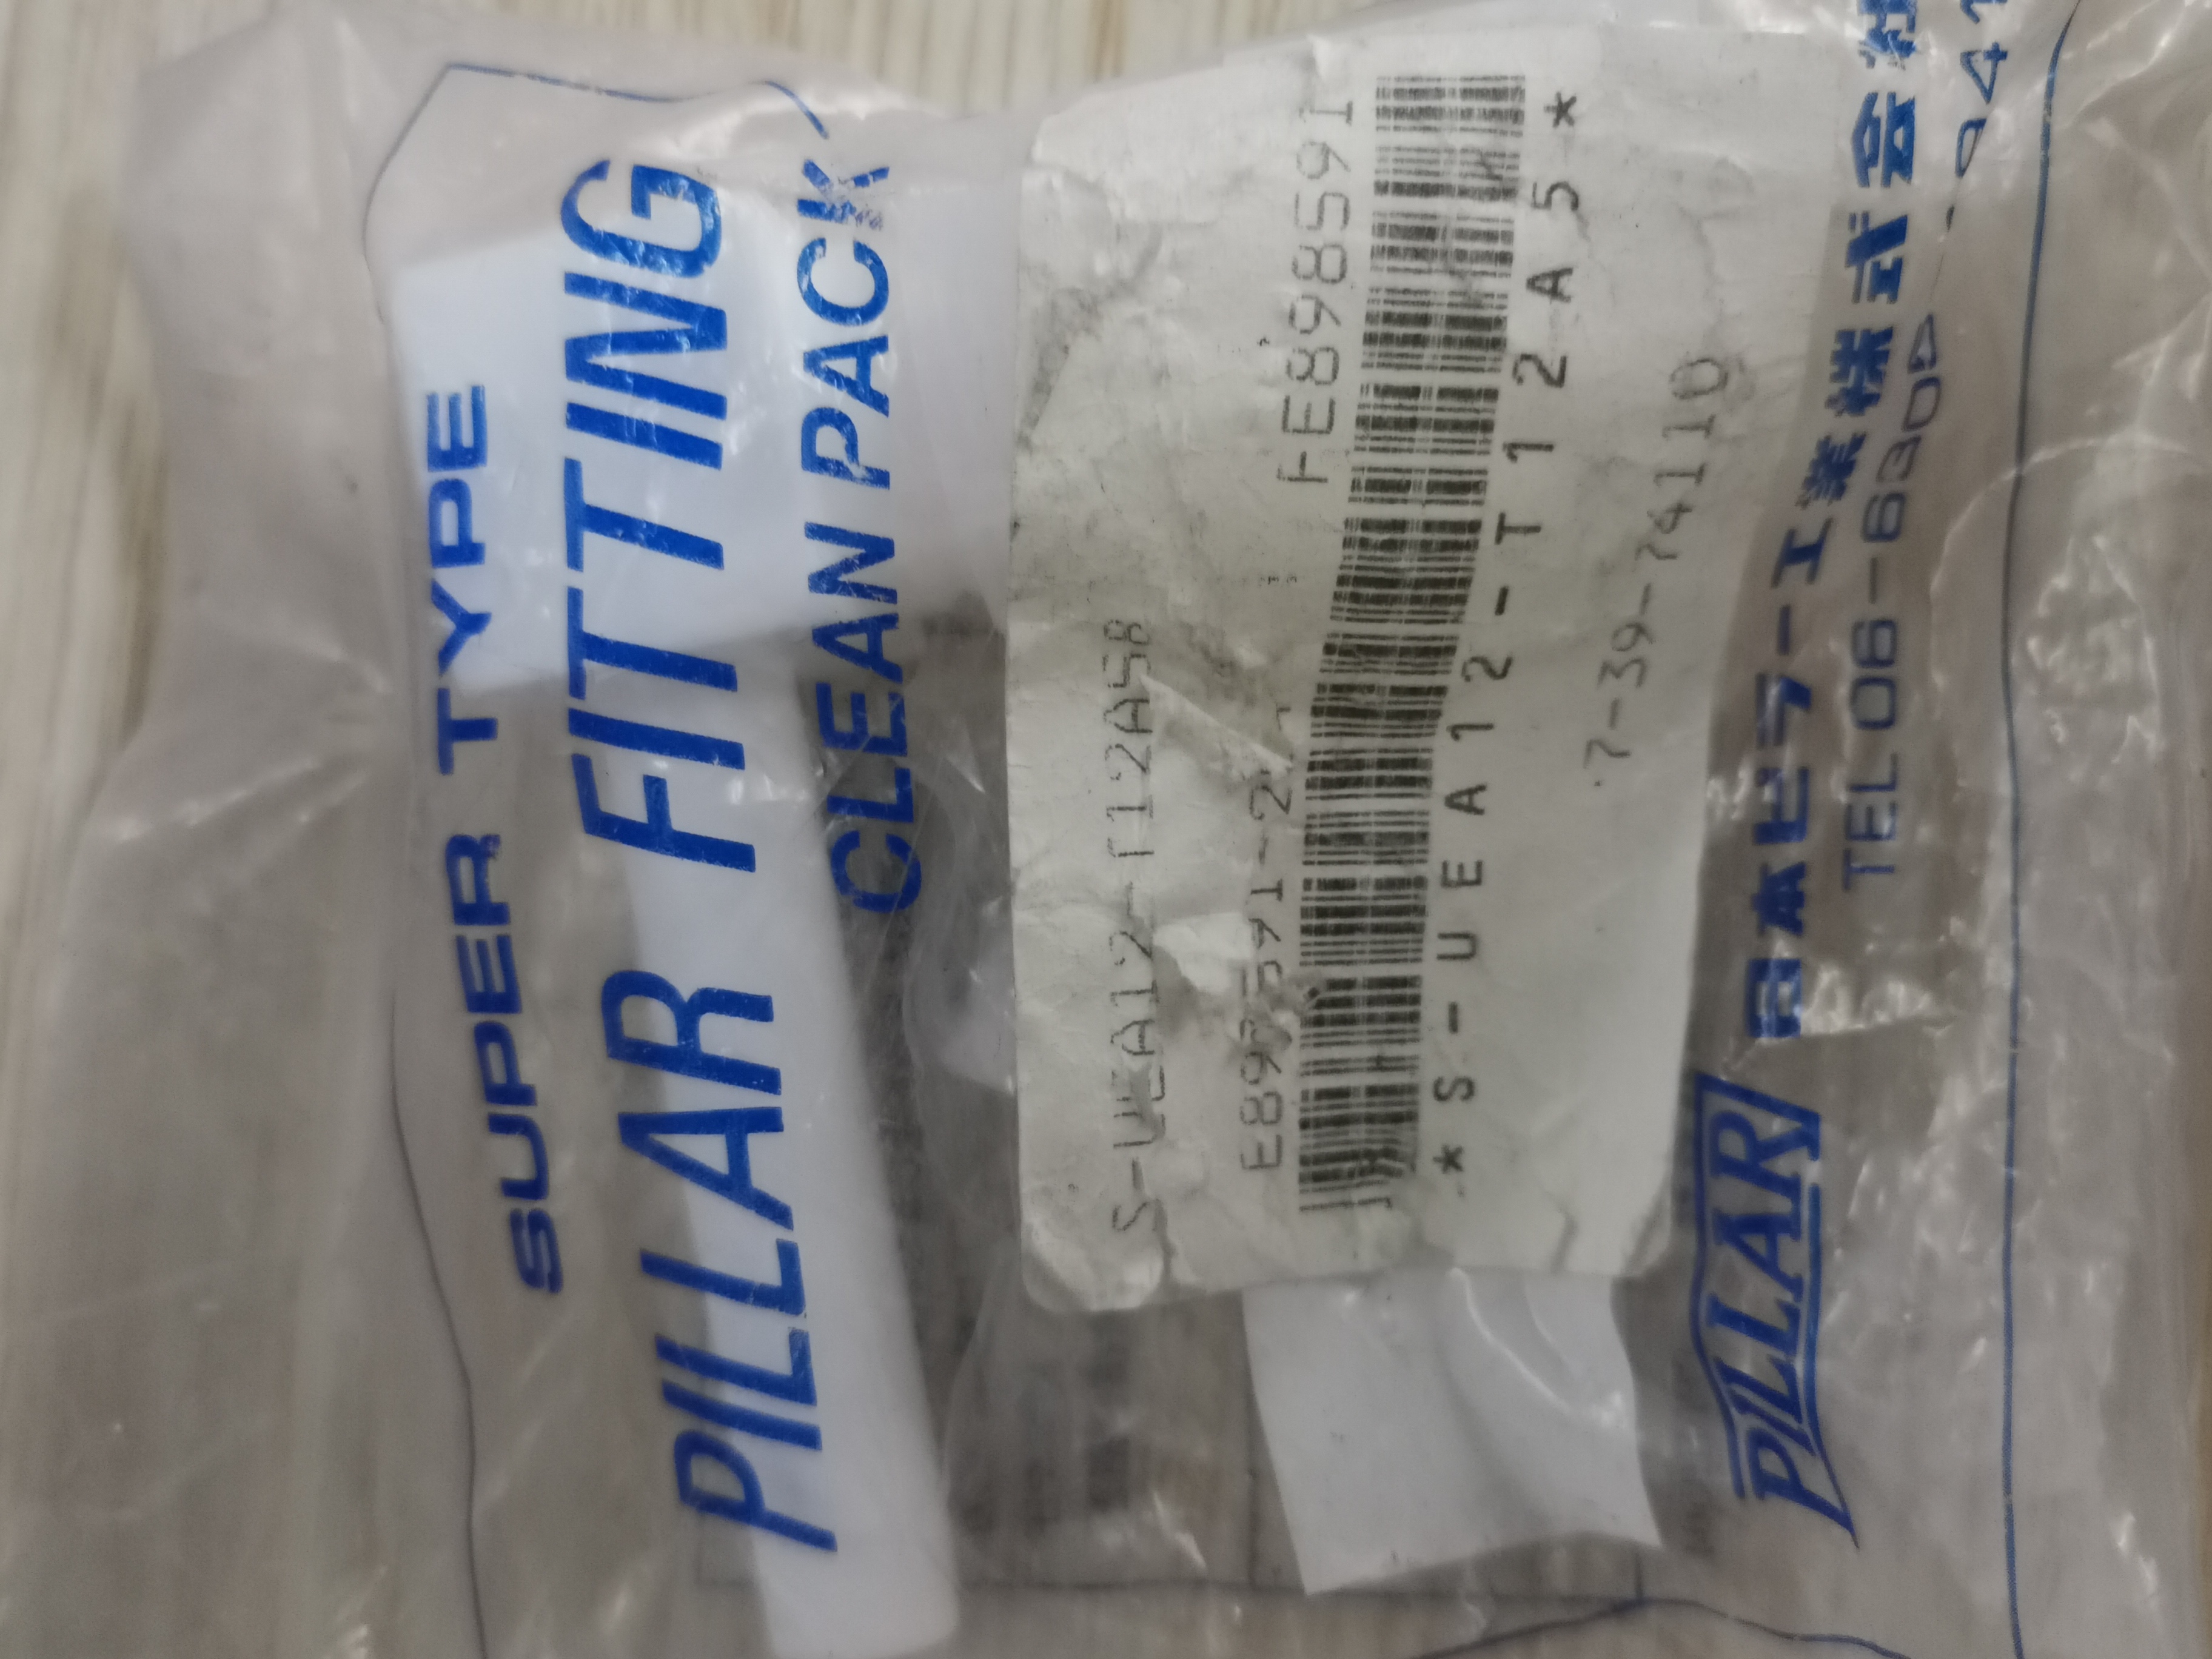 SUPER TYPE
PILLAR FITTING
CLEAN PACK
FE898591
*S-UEA12-T12A5*
7-39-74110
PILLAR 日本ピラー工業株式会社
TEL 06-630